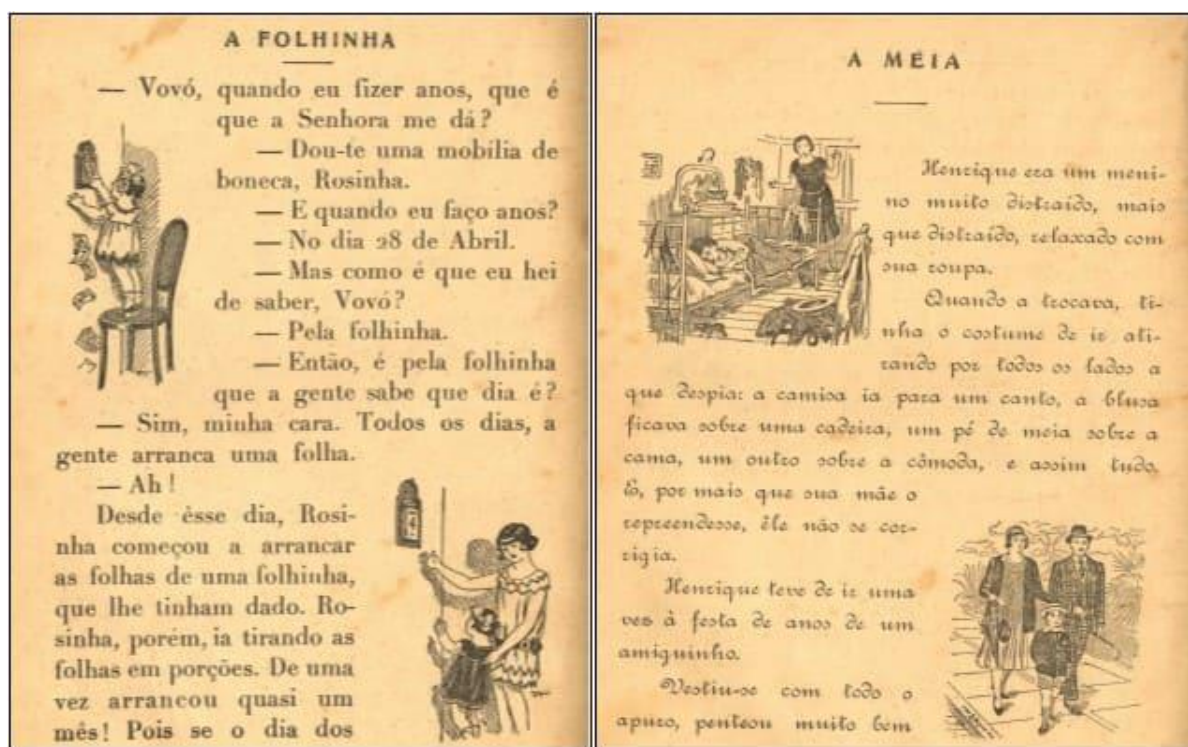 A FOLHINHA
— Vovó, quando eu fizer anos, que é
que a Senhora me dá?
— Dou-te uma mobília de
boneca, Rosinha.
— E quando eu faço anos?
— No dia 28 de Abril.
— Mas como é que eu hei
de saber, Vovó?
— Pela folhinha.
— Então, é pela folhinha
que a gente sabe que dia é?
— Sim, minha cara. Todos os dias, a
gente arranca uma folha.
— Ah!
Desde êsse dia, Rosi-
nha começou a arrancar
as folhas de uma folhinha,
que lhe tinham dado. Ro-
sinha, porém, ia tirando as
folhas em porções. De uma
vez arrancou quasi um
mês! Pois se o dia dos
A MEIA
Henrique era um meni-
no muito distraído, mais
que distraído, relaxado com
sua roupa.
Quando a trocava, ti-
nha o costume de ir ati-
rando por todos os lados a
que despia: a camisa ia para um canto, a blusa
ficava sobre uma cadeira, um pé de meia sobre a
cama, um outro sobre a cômoda, e assim tudo.
E, por mais que sua mãe o
repreendesse, êle não se cor-
rigia.
Henrique teve de ir uma
vez à festa de anos de um
amiguinho.
Vestiu-se com todo o
apuro, penteou muito bem